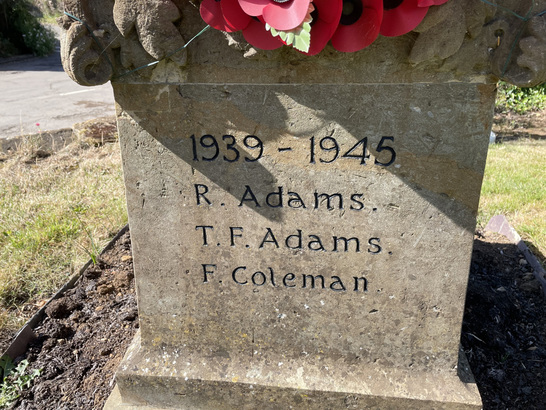 1939 - 1945
R. Adams.
T. F. Adams.
F. Coleman